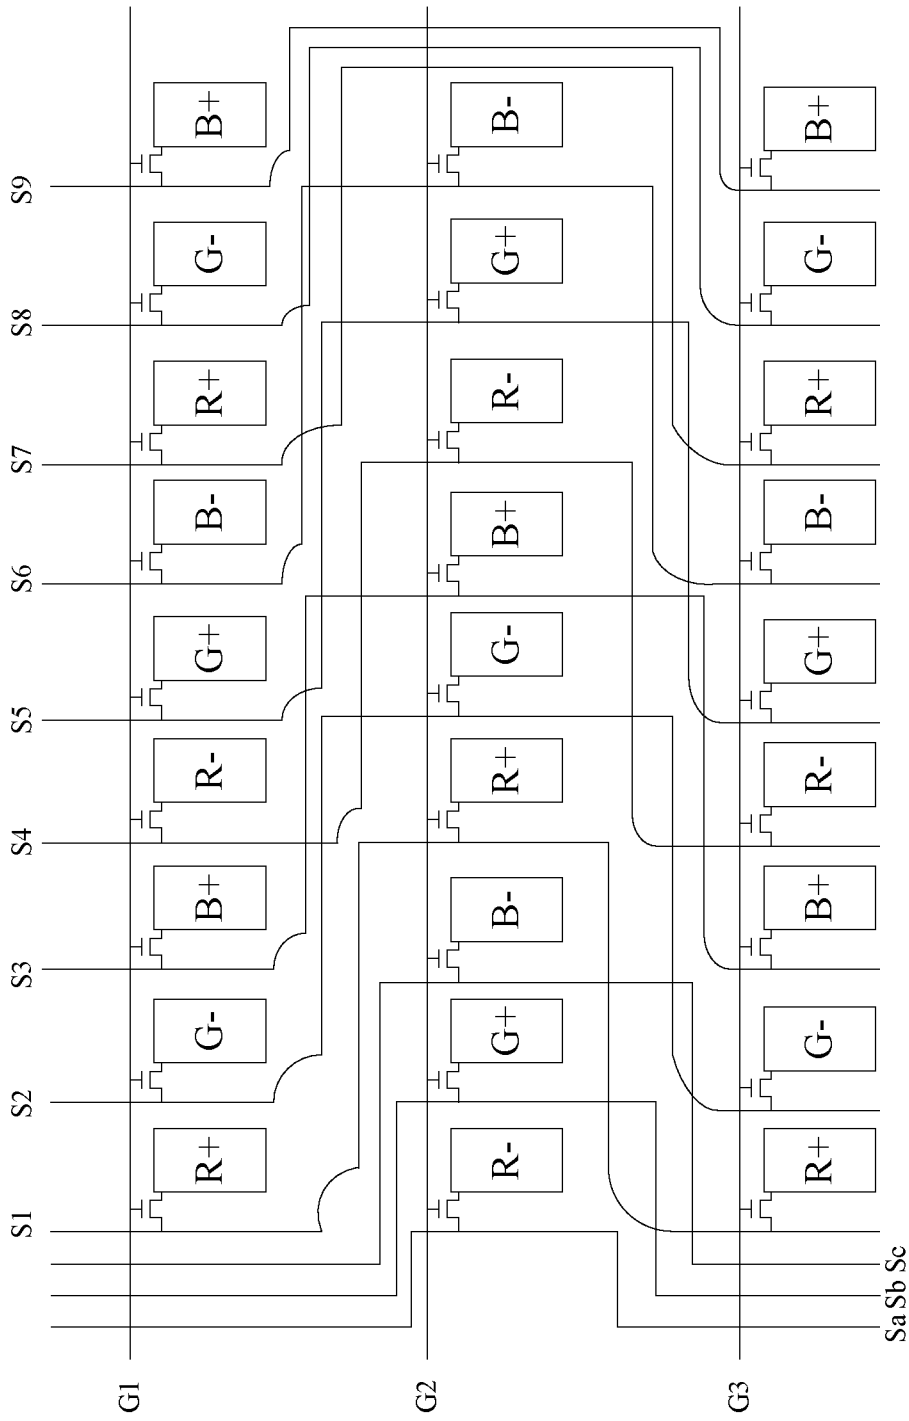 S1 S2 S3 S4 S5 S6 S7 S8 S9
G1
R+ G- B+ R- G+ B- R+ G- B+
G2
R- G+ B- R+ G- B+ R- G+ B-
G3
R+ G- B+ R- G+ B- R+ G- B+
Sa Sb Sc